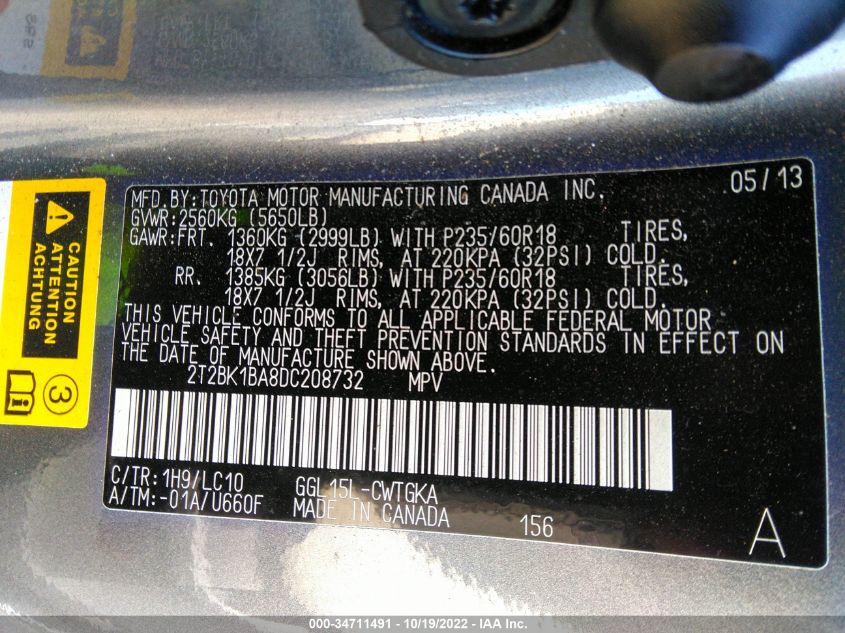 MFD. BY: TOYOTA MOTOR MANUFACTURING CANADA INC. 05/13
GVWR: 2560KG (5650LB)
GAWR: FRT. 1360KG (2999LB) WITH P235/60R18 TIRES,
18X7 1/2J RIMS, AT 220KPA (32PSI) COLD.
RR. 1385KG (3056LB) WITH P235/60R18 TIRES,
18X7 1/2J RIMS, AT 220KPA (32PSI) COLD.
THIS VEHICLE CONFORMS TO ALL APPLICABLE FEDERAL MOTOR
VEHICLE SAFETY AND THEFT PREVENTION STANDARDS IN EFFECT ON
THE DATE OF MANUFACTURE SHOWN ABOVE.
2T2BK1BA8DC208732 MPV
C/TR: 1H9/LC10 GGL15L-CWTGKA
A/TM: -01A/U660F MADE IN CANADA 156
A
CAUTION
ATTENTION
ACHTUNG
3
000-34711491 - 10/19/2022 - IAA Inc.